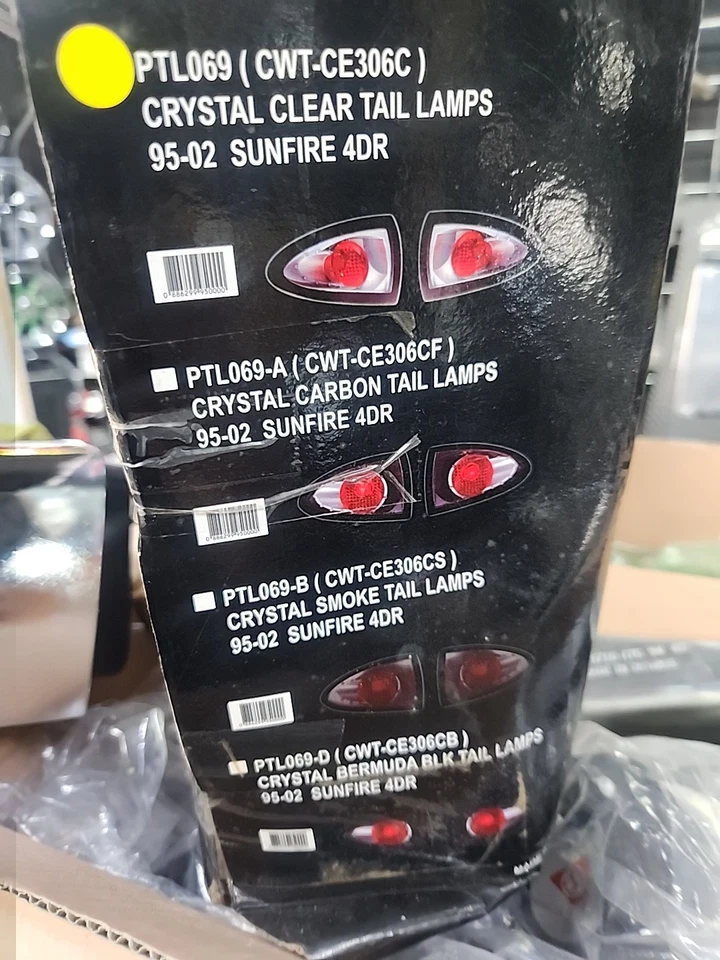 PTL069 ( CWT-CE306C )
CRYSTAL CLEAR TAIL LAMPS
95-02 SUNFIRE 4DR
PTL069-A ( CWT-CE306CF )
CRYSTAL CARBON TAIL LAMPS
95-02 SUNFIRE 4DR
PTL069-B ( CWT-CE306CS )
CRYSTAL SMOKE TAIL LAMPS
95-02 SUNFIRE 4DR
PTL069-D ( CWT-CE306CB )
CRYSTAL BERMUDA BLK TAIL LAMPS
95-02 SUNFIRE 4DR